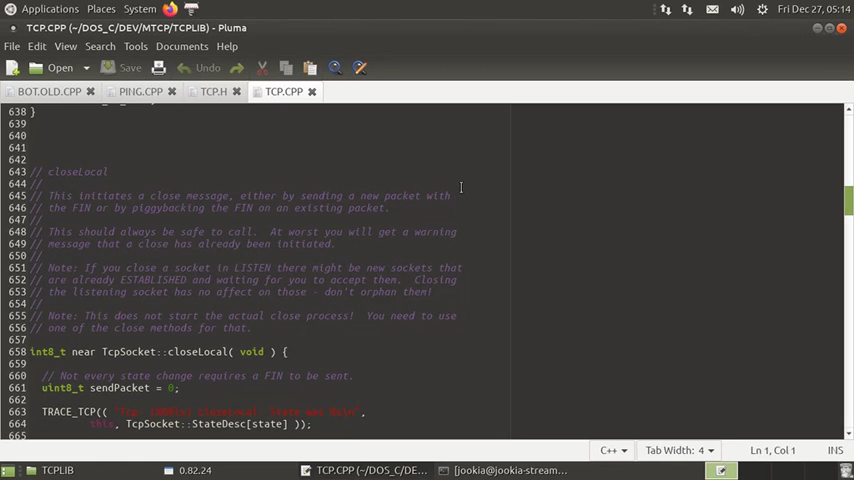 Applications Places System Fri Dec 27, 05:14
TCP.CPP (~/DOS_C/DEV/MTCP/TCPLIB) - Pluma
File Edit View Search Tools Documents Help
Open Save Undo
BOT.OLD.CPP PING.CPP TCP.H TCP.CPP
638 }
639
640
641
642
643 // closeLocal
644 //
645 // This initiates a close message, either by sending a new packet with
646 // the FIN or by piggybacking the FIN on an existing packet.
647 //
648 // This should always be safe to call.  At worst you will get a warning
649 // message that a close has already been initiated.
650 //
651 // Note: If you close a socket in LISTEN there might be new sockets that
652 // are already ESTABLISHED and waiting for you to accept them.  Closing
653 // the listening socket has no affect on those - don't orphan them!
654 //
655 // Note: This does not start the actual close process!  You need to use
656 // one of the close methods for that.
657
658 int8_t near TcpSocket::closeLocal( void ) {
659
660 // Not every state change requires a FIN to be sent.
661 uint8_t sendPacket = 0;
662
663 TRACE_TCP((
664 this, TcpSocket::StateDesc[state] ));
665
C++ Tab Width: 4 Ln 1, Col 1 INS
TCPLIB 0.82.24 TCP.CPP (~/DOS_C/DE... [jookia@jookia-stream...